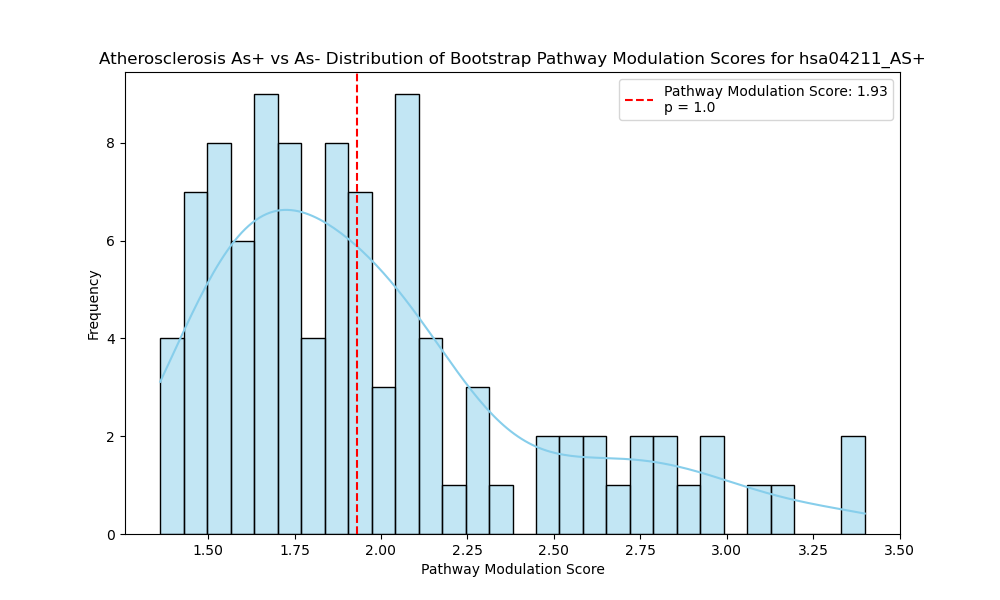 Atherosclerosis As+ vs As- Distribution of Bootstrap Pathway Modulation Scores for hsa04211_AS+
Pathway Modulation Score: 1.93
p = 1.0
Frequency
8
6
4
2
0
1.50 1.75 2.00 2.25 2.50 2.75 3.00 3.25 3.50
Pathway Modulation Score